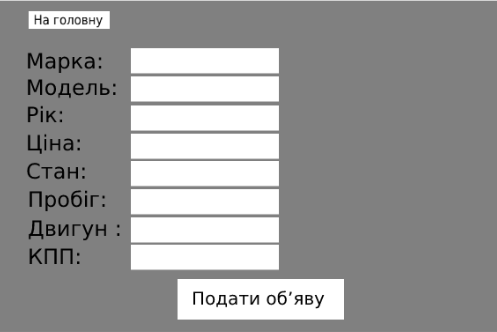 На головну
Марка:
Модель:
Рік:
Ціна:
Стан:
Пробіг:
Двигун :
КПП:
Подати об’яву